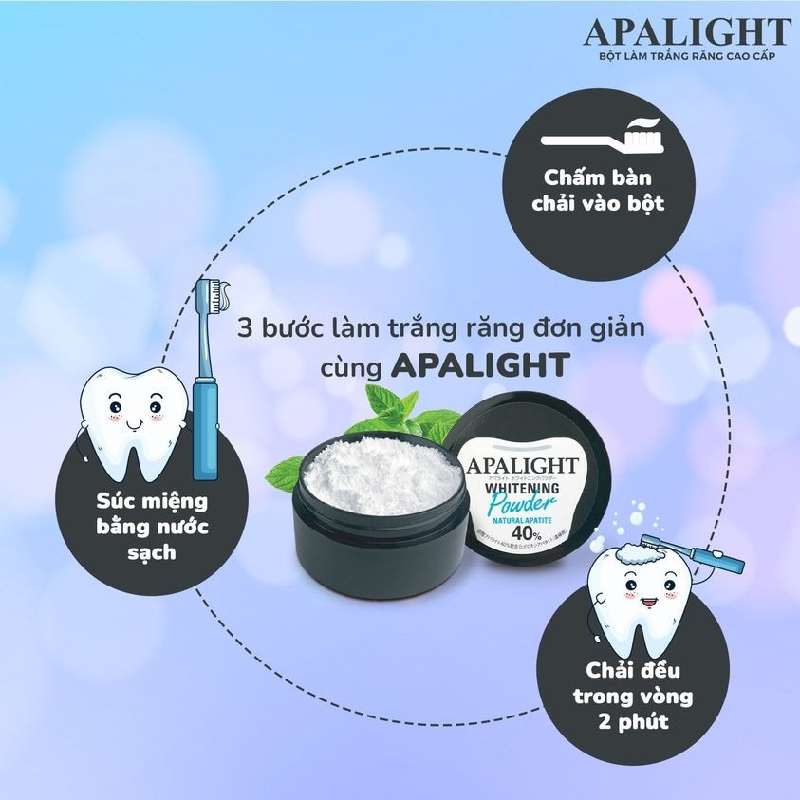 APALIGHT
BỘT LÀM TRẮNG RĂNG CAO CẤP
Chấm bàn
chải vào bột
3 bước làm trắng răng đơn giản
cùng APALIGHT
Súc miệng
bằng nước
sạch
APALIGHT
WHITENING
Powder
NATURAL APATITE
40%
Chải đều
trong vòng
2 phút